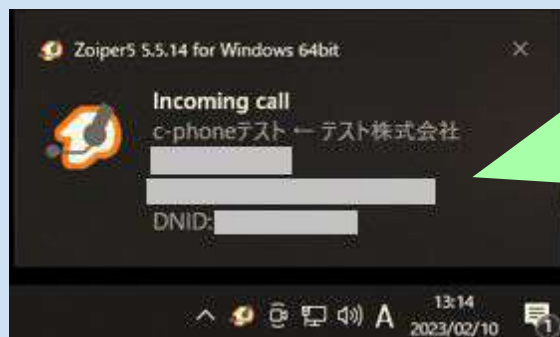 Zoiper5 5.5.14 for Windows 64bit
Incoming call
c-phoneテスト ← テスト株式会社
DNID:
A
13:14
2023/02/10
1